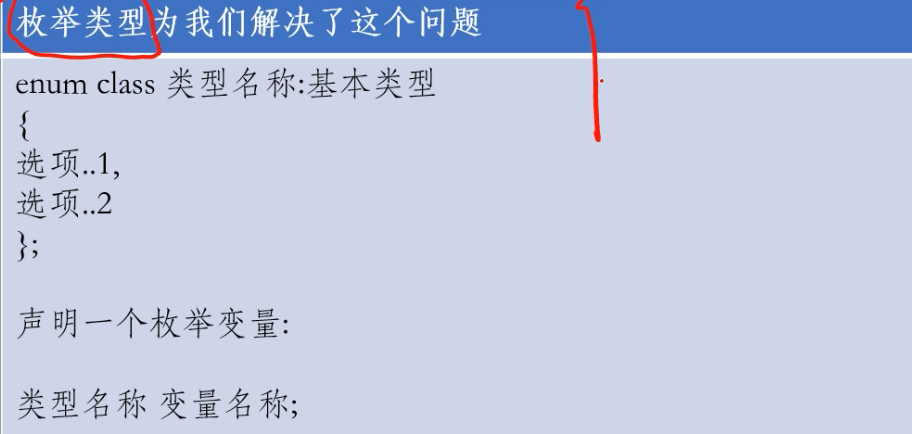 枚举类型为我们解决了这个问题
enum class 类型名称:基本类型
{
选项..1,
选项..2
};
声明一个枚举变量:
类型名称 变量名称;